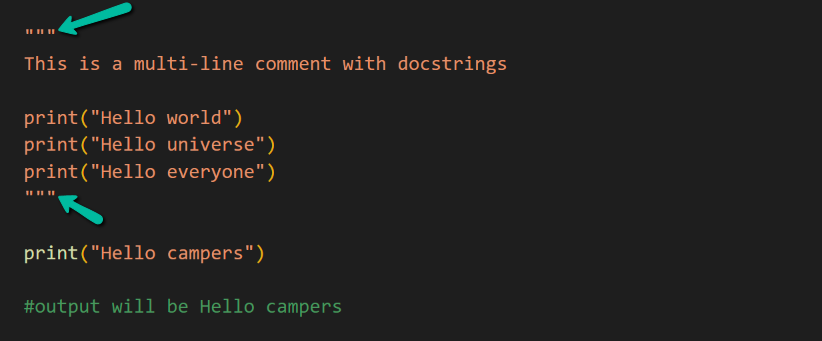 """
This is a multi-line comment with docstrings
print("Hello world")
print("Hello universe")
print("Hello everyone")
"""
print("Hello campers")
#output will be Hello campers